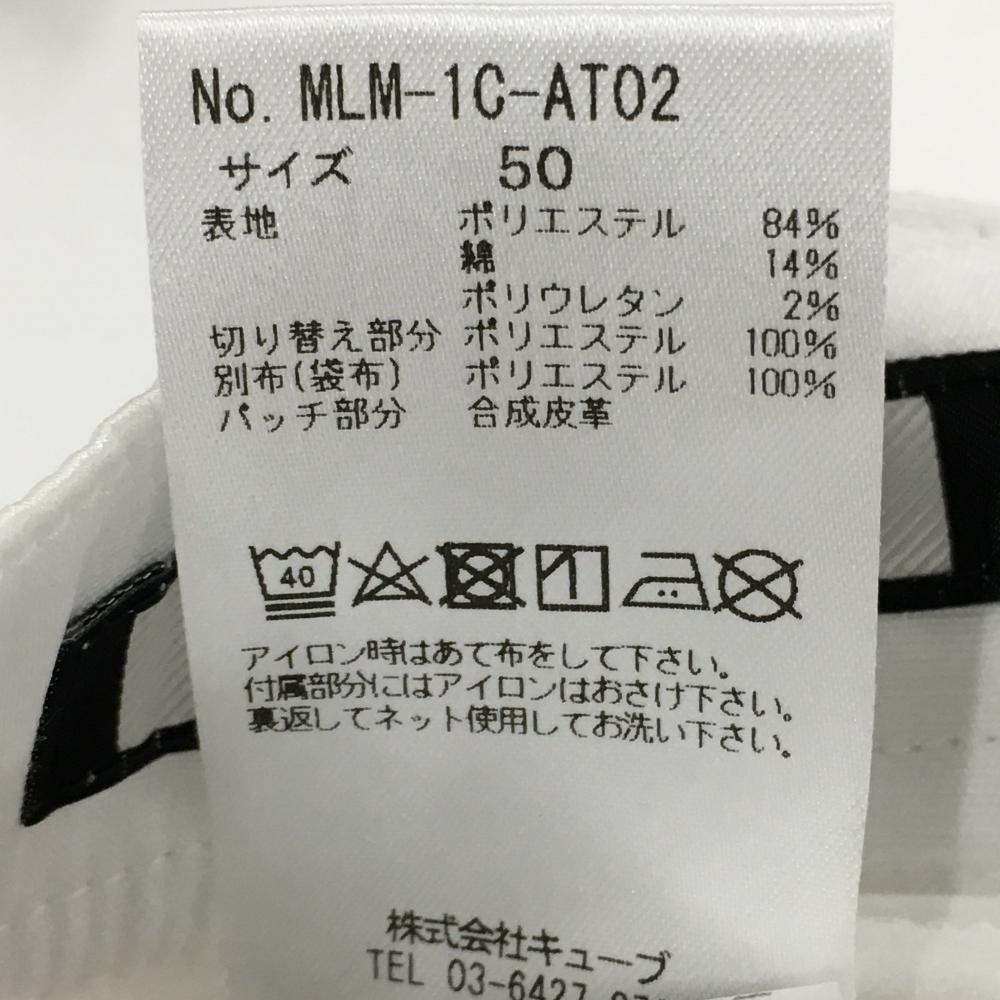 No. MLM-1C-AT02
サイズ 50
表地 ポリエステル 84%
綿 14%
ポリウレタン 2%
切り替え部分 ポリエステル 100%
別布(袋布) ポリエステル 100%
パッチ部分 合成皮革
40
アイロン時はあて布をして下さい。
付属部分にはアイロンはおさけ下さい。
裏返してネット使用してお洗い下さい。
株式会社キューブ
TEL 03-6427